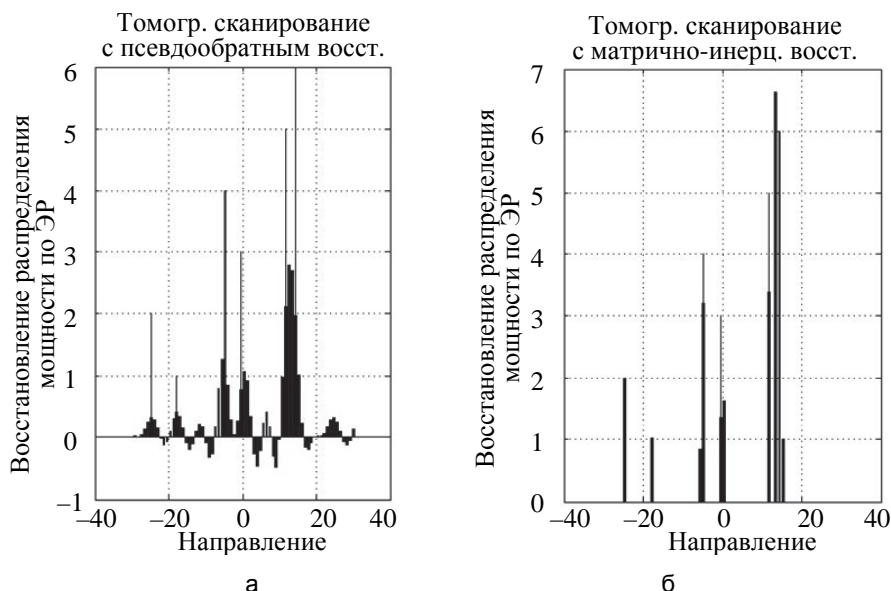 Томогр. сканирование
с псевдообратным восст.
Восстановление распределения
мощности по ЭР
6
5
4
3
2
1
0
–1
–40
–20
0
20
40
Направление
а
Томогр. сканирование
с матрично-инерц. восст.
Восстановление распределения
мощности по ЭР
7
6
5
4
3
2
1
0
–40
–20
0
20
40
Направление
б